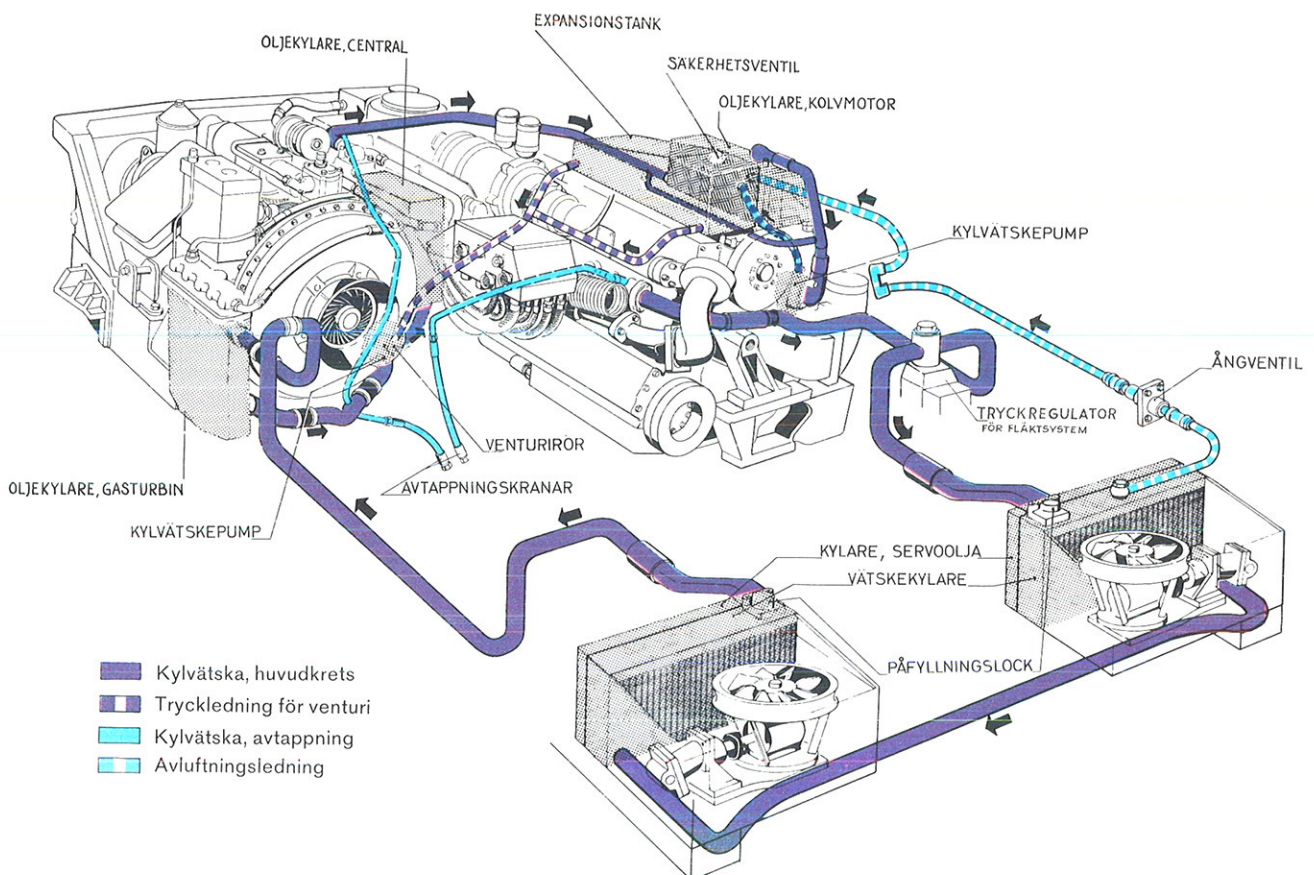 EXPANSIONSTANK
OLJEKYLARE, CENTRAL
SÄKERHETSVENTIL
OLJEKYLARE, KOLVMOTOR
KYLVÄTSKEPUMP
ÅNGVENTIL
TRYCKREGULATOR
FÖR FLÄKTSYSTEM
VENTURIRÖR
OLJEKYLARE, GASTURBIN
AVTAPPNINGSKRANAR
KYLVÄTSKEPUMP
KYLARE, SERVOOLJA
VÄTSKEKYLARE
PÅFYLLNINGSLOCK
Kylvätska, huvudkrets
Tryckledning för venturi
Kylvätska, avtappning
Avluftningsledning